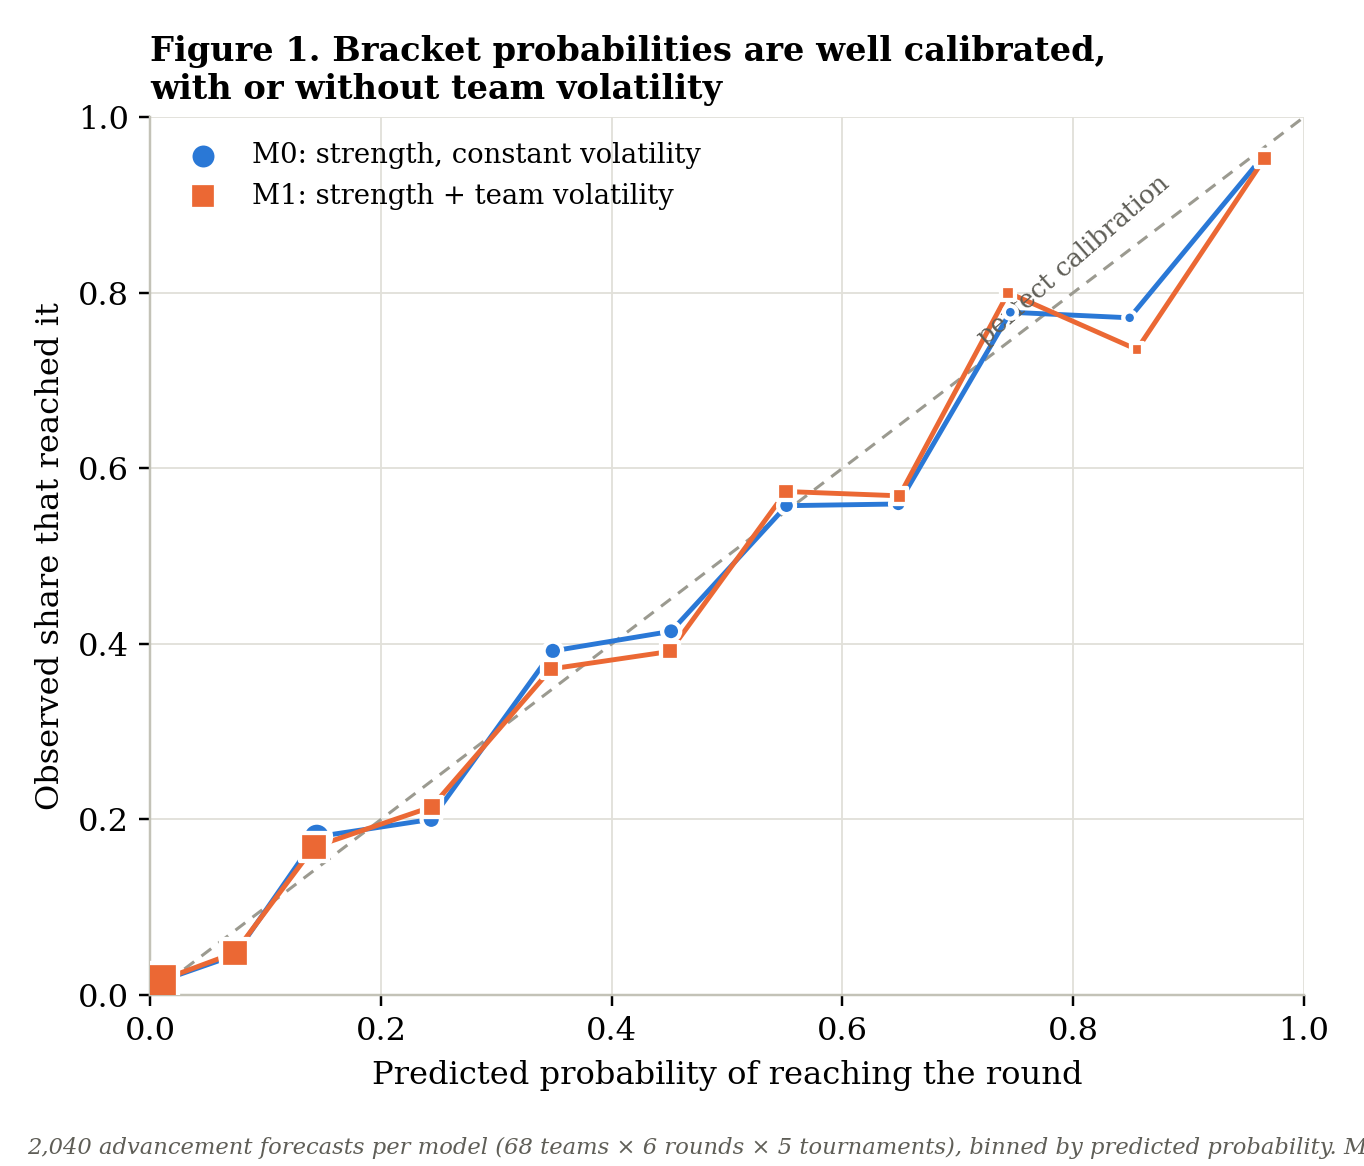 Figure 1. Bracket probabilities are well calibrated,
with or without team volatility
M0: strength, constant volatility
M1: strength + team volatility
perfect calibration
Observed share that reached it
1.0
0.8
0.6
0.4
0.2
0.0
0.0 0.2 0.4 0.6 0.8 1.0
Predicted probability of reaching the round
2,040 advancement forecasts per model (68 teams × 6 rounds × 5 tournaments), binned by predicted probability. M